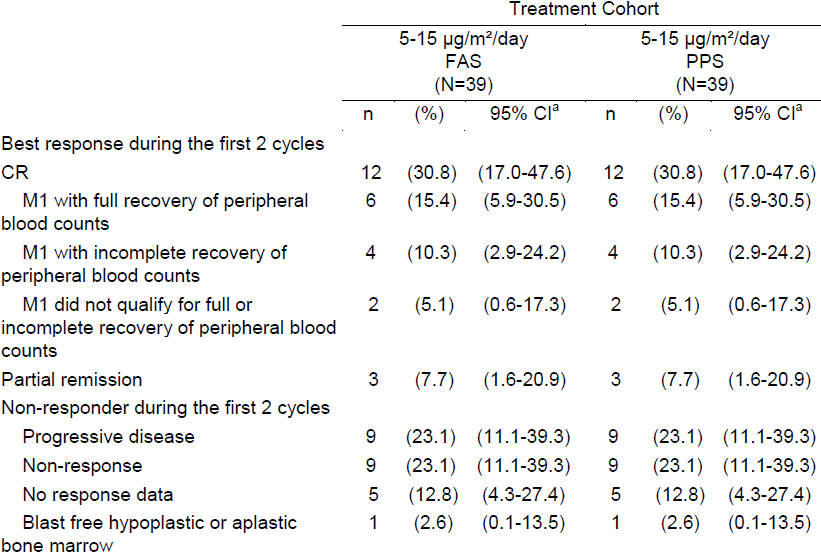 Treatment Cohort
5-15 µg/m²/day 5-15 µg/m²/day
FAS PPS
(N=39) (N=39)
n (%) 95% CIᵃ n (%) 95% CIᵃ
Best response during the first 2 cycles
CR 12 (30.8) (17.0-47.6) 12 (30.8) (17.0-47.6)
M1 with full recovery of peripheral 6 (15.4) (5.9-30.5) 6 (15.4) (5.9-30.5)
blood counts
M1 with incomplete recovery of 4 (10.3) (2.9-24.2) 4 (10.3) (2.9-24.2)
peripheral blood counts
M1 did not qualify for full or 2 (5.1) (0.6-17.3) 2 (5.1) (0.6-17.3)
incomplete recovery of peripheral blood
counts
Partial remission 3 (7.7) (1.6-20.9) 3 (7.7) (1.6-20.9)
Non-responder during the first 2 cycles
Progressive disease 9 (23.1) (11.1-39.3) 9 (23.1) (11.1-39.3)
Non-response 9 (23.1) (11.1-39.3) 9 (23.1) (11.1-39.3)
No response data 5 (12.8) (4.3-27.4) 5 (12.8) (4.3-27.4)
Blast free hypoplastic or aplastic 1 (2.6) (0.1-13.5) 1 (2.6) (0.1-13.5)
bone marrow